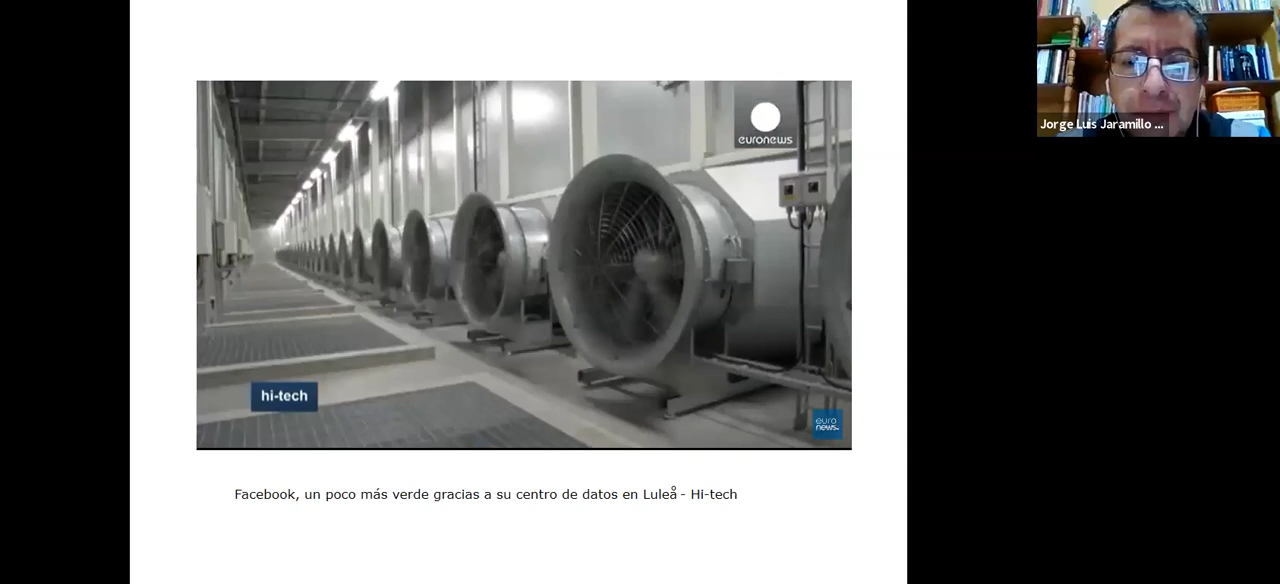 euronews
hi-tech
euro
news.
Facebook, un poco más verde gracias a su centro de datos en Luleå - Hi-tech
Jorge Luis Jaramillo ...